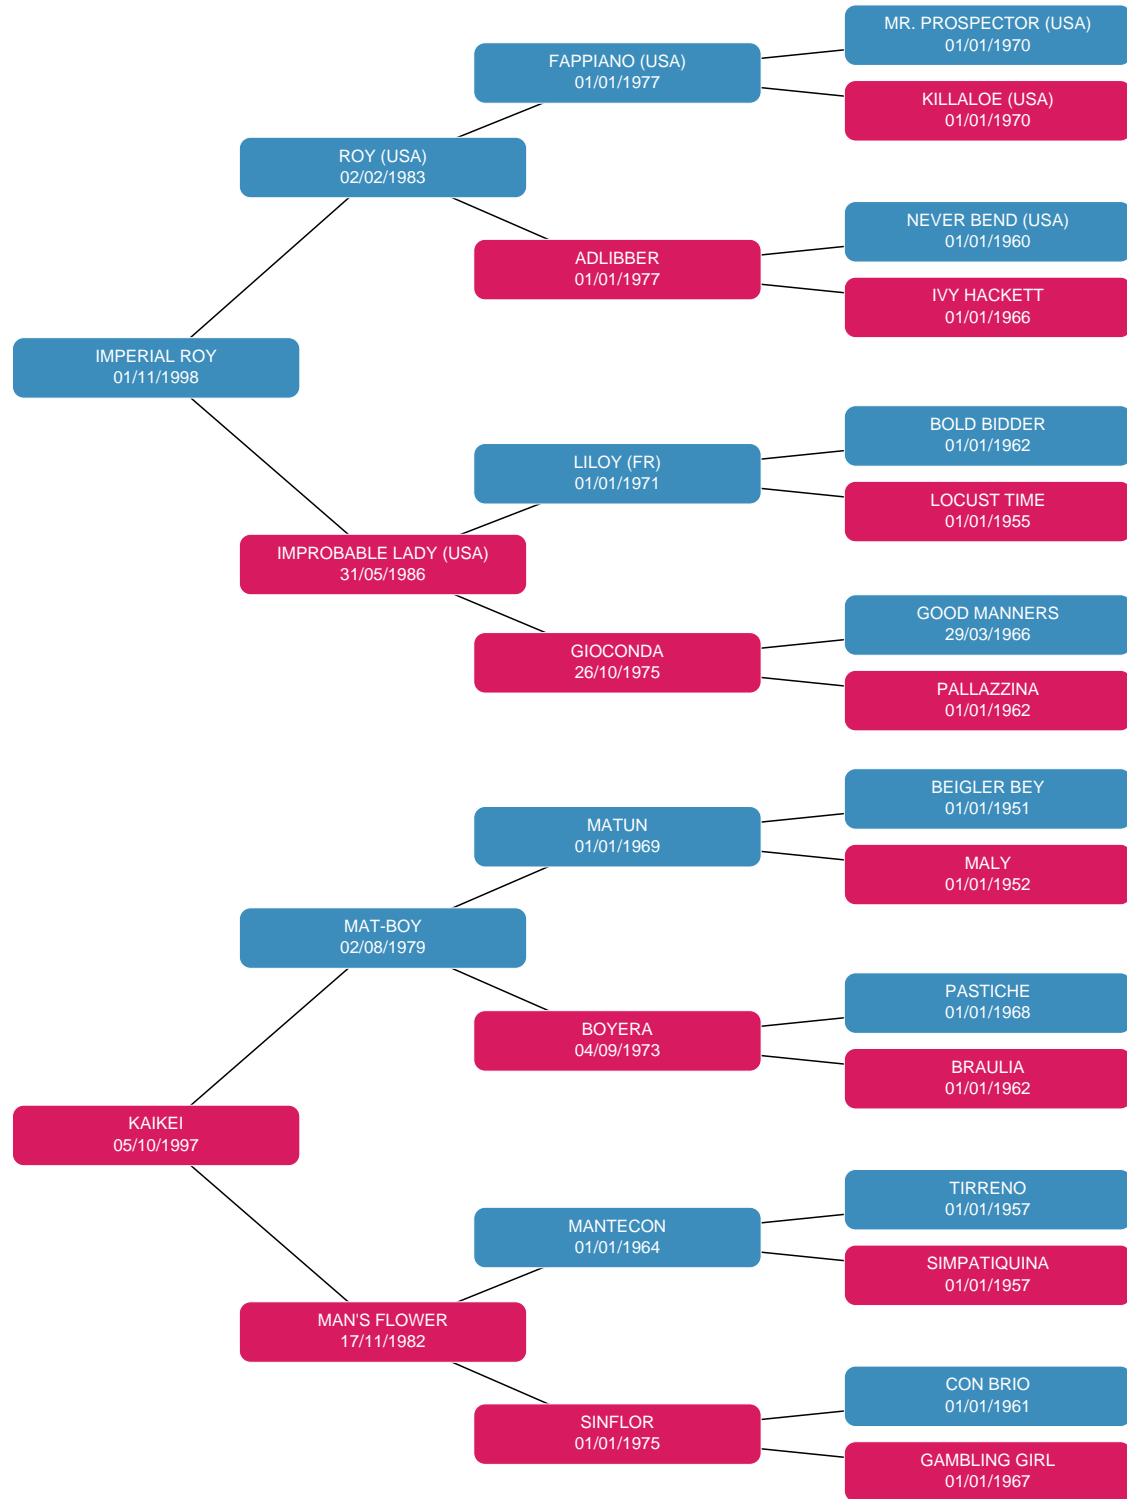 MR. PROSPECTOR (USA)
01/01/1970
FAPPIANO (USA)
01/01/1977
KILLALOE (USA)
01/01/1970
ROY (USA)
02/02/1983
NEVER BEND (USA)
01/01/1960
ADLIBBER
01/01/1977
IVY HACKETT
01/01/1966
IMPERIAL ROY
01/11/1998
BOLD BIDDER
01/01/1962
LILOY (FR)
01/01/1971
LOCUST TIME
01/01/1955
IMPROBABLE LADY (USA)
31/05/1986
GOOD MANNERS
29/03/1966
GIOCONDA
26/10/1975
PALLAZZINA
01/01/1962
BEIGLER BEY
01/01/1951
MATUN
01/01/1969
MALY
01/01/1952
MAT-BOY
02/08/1979
PASTICHE
01/01/1968
BOYERA
04/09/1973
BRAULIA
01/01/1962
KAIKEI
05/10/1997
TIRRENO
01/01/1957
MANTECON
01/01/1964
SIMPATIQUINA
01/01/1957
MAN'S FLOWER
17/11/1982
CON BRIO
01/01/1961
SINFLOR
01/01/1975
GAMBLING GIRL
01/01/1967